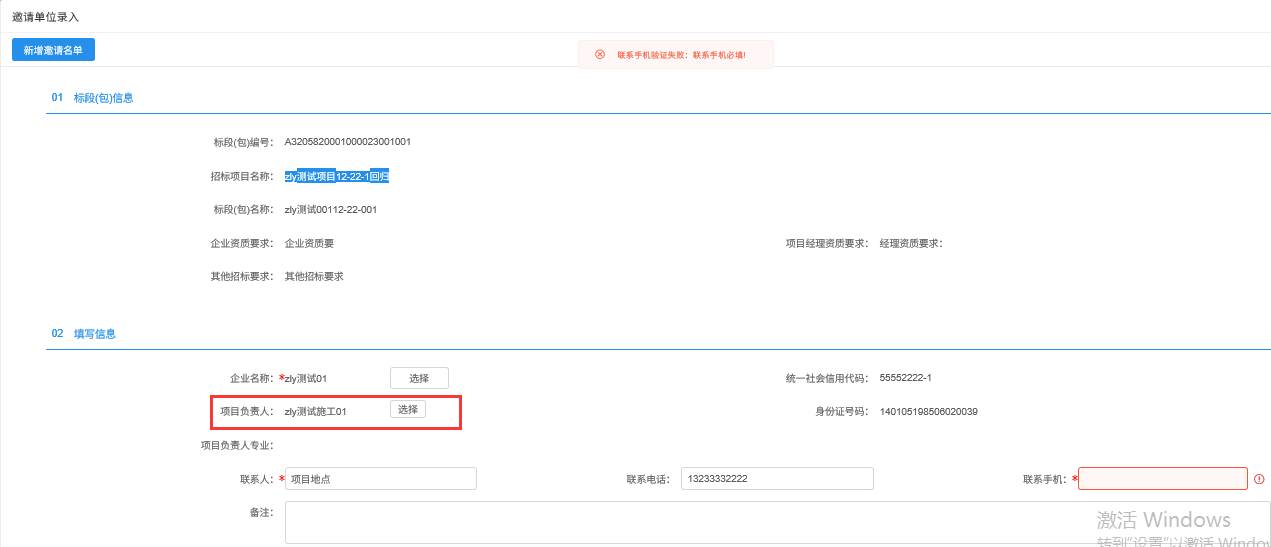 邀请单位录入
新增邀请名单
联系手机验证失败：联系手机必填!
01 标段(包)信息
标段(包)编号： A3205820001000023001001
招标项目名称： zly测试项目12-22-1回归
标段(包)名称： zly测试00112-22-001
企业资质要求： 企业资质要 项目经理资质要求： 经理资质要求：
其他招标要求： 其他招标要求
02 填写信息
企业名称：*zly测试01 选择 统一社会信用代码： 55552222-1
项目负责人： zly测试施工01 选择 身份证号码： 140105198506020039
项目负责人专业：
联系人：* 项目地点 联系电话： 13233332222 联系手机：*
备注：
激活 Windows
转到"设置"以激活 Window